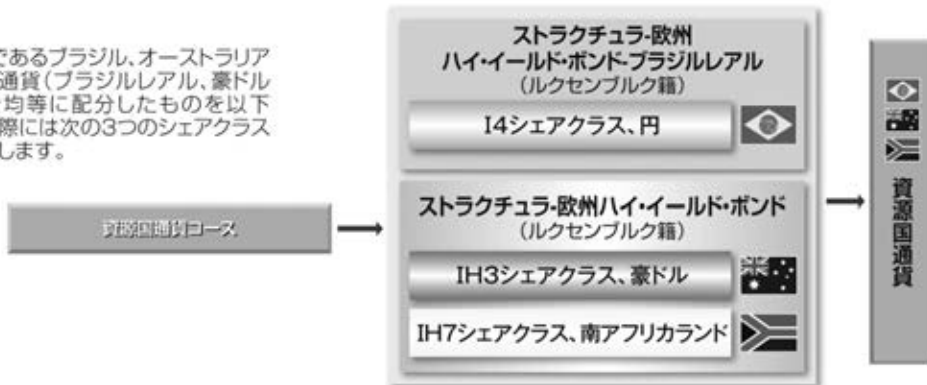 であるブラジル、オーストラリア
通貨(ブラジルレアル、豪ドル
均等に配分したものを以下
際には次の3つのシェアクラス
します。
資源国通貨コース
ストラクチュラ-欧州
ハイ・イールド・ボンド-ブラジルレアル
(ルクセンブルク籍)
I4シェアクラス、円
ストラクチュラ-欧州ハイ・イールド・ボンド
(ルクセンブルク籍)
IH3シェアクラス、豪ドル
IH7シェアクラス、南アフリカランド
資源国通貨